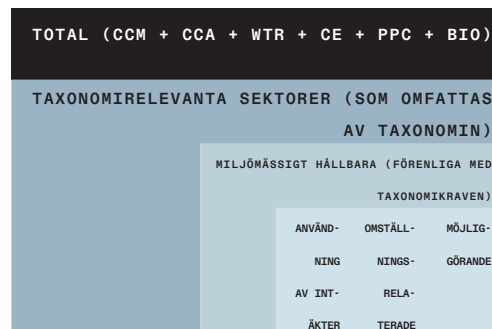 TOTAL (CCM + CCA + WTR + CE + PPC + BIO)
TAXONOMIRELEVANTA SEKTORER (SOM OMFATTAS
AV TAXONOMIN)
MILJÖMÄSSIGT HÅLLBARA (FÖRENLIGA MED
TAXONOMIKRAVEN)
ANVÄND- OMSTÄLL- MÖJLIG-
NING NINGS- GÖRANDE
AV INT- RELA-
ÄKTER TERADE